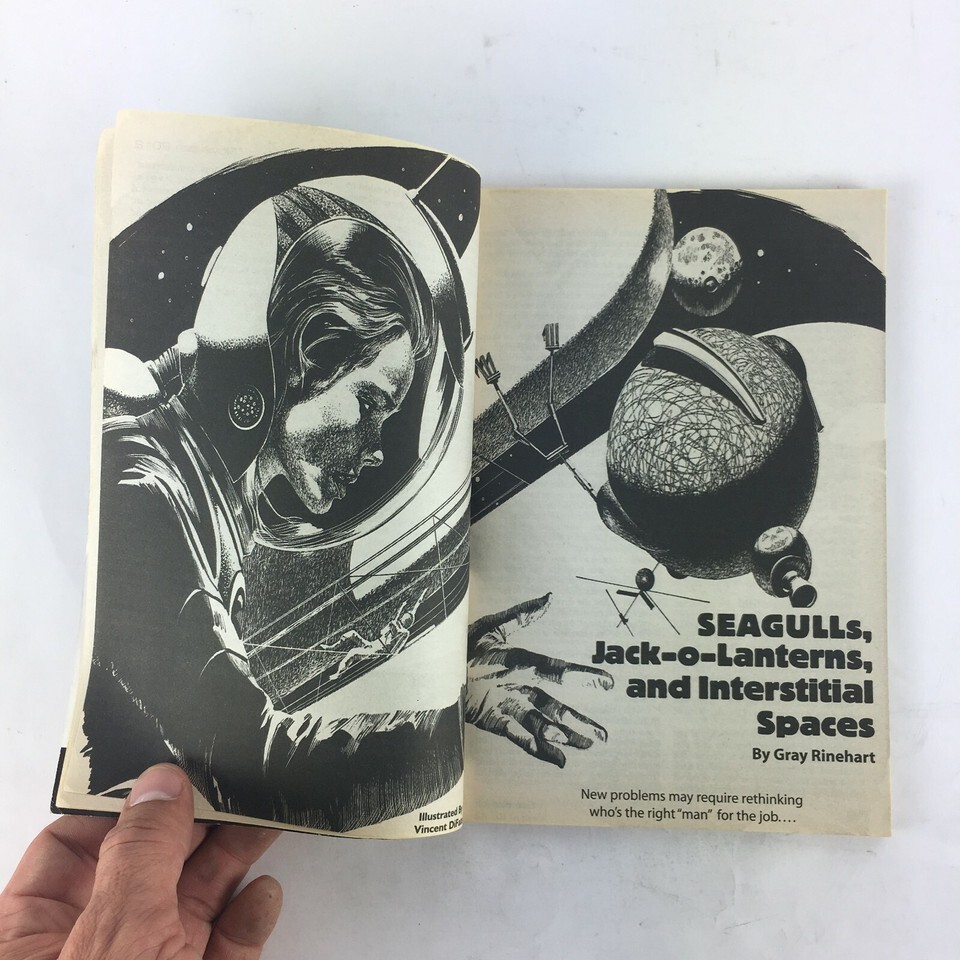 Illustrated
Vincent
SEAGULLs,
Jack-o-Lanterns,
and Interstitial
Spaces
By Gray Rinehart
New problems may require rethinking
who's the right "man" for the job....